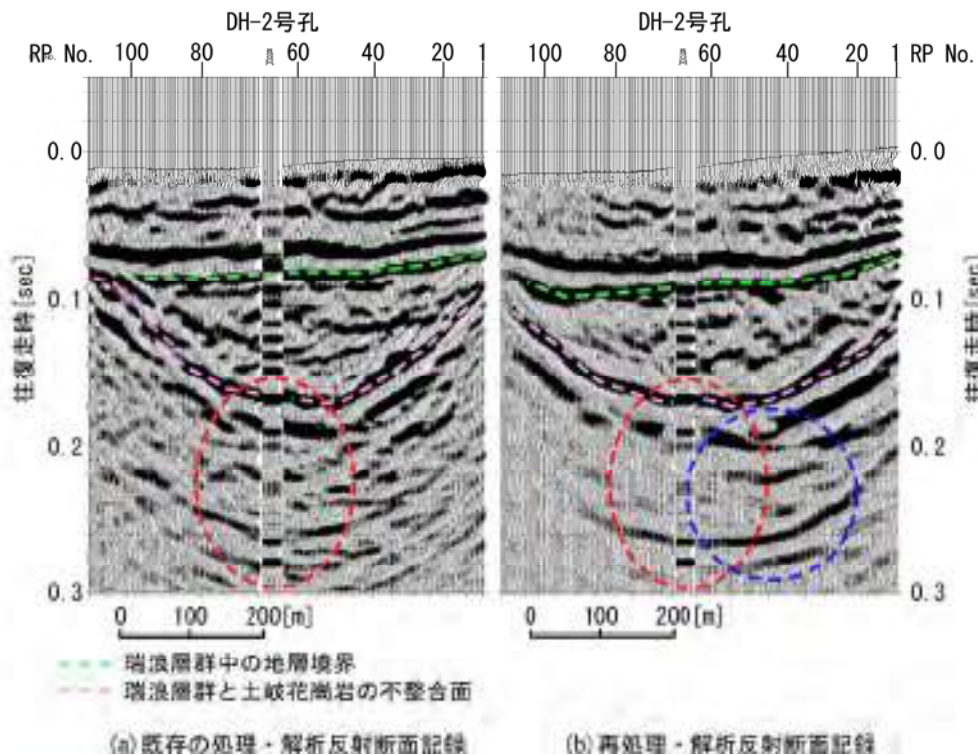 DH-2号孔
RP No. 100 80 60 40 20 1
0.0
0.1
往復走時[sec]
0.2
0.3
0 100 200[m]
DH-2号孔
100 80 60 40 20 1 RP No.
0.0
0.1
往復走時[sec]
0.2
0.3
0 100 200[m]
瑞浪層群中の地層境界
瑞浪層群と土岐花崗岩の不整合面
(a)既存の処理・解析反射断面記録
(b)再処理・解析反射断面記録